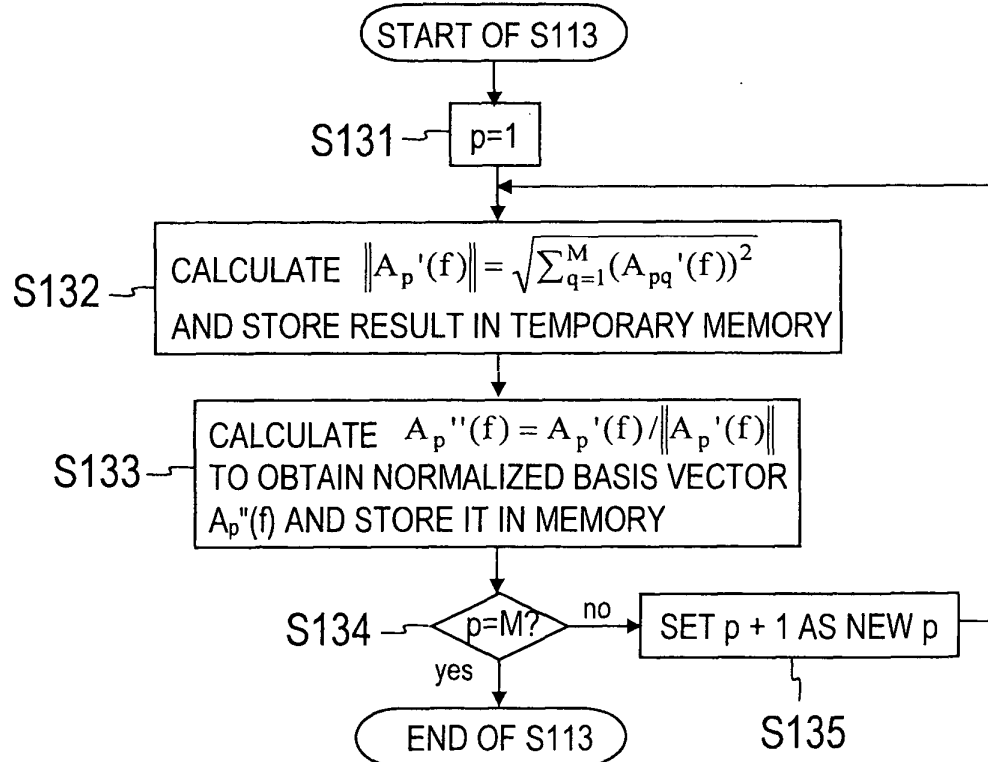 START OF S113
S131
p=1
S132
CALCULATE ‖A_p'(f)‖ = √∑_{q=1}^{M}(A_{pq}'(f))^2
AND STORE RESULT IN TEMPORARY MEMORY
S133
CALCULATE A_p''(f) = A_p'(f)/‖A_p'(f)‖
TO OBTAIN NORMALIZED BASIS VECTOR
A_p"(f) AND STORE IT IN MEMORY
S134
p=M?
no
SET p + 1 AS NEW p
yes
S135
END OF S113